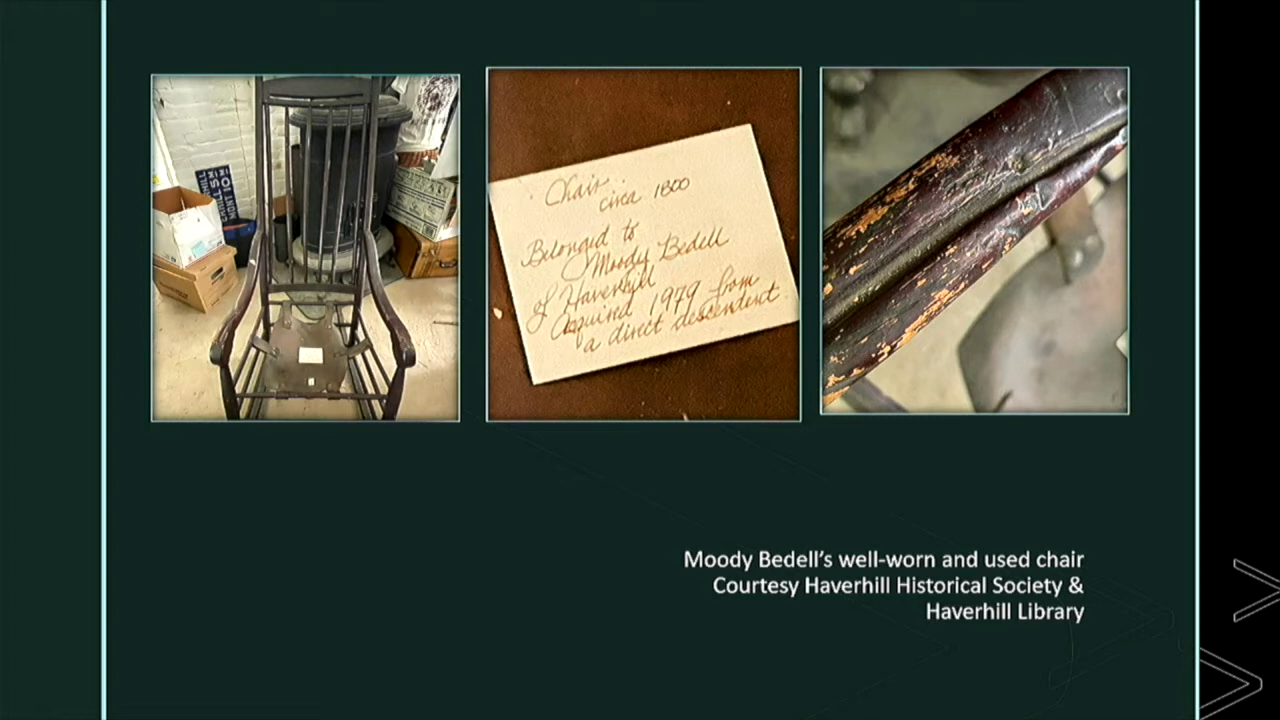 Chair
circa 1800
Belonged to
Moody Bedell
of Haverhill
Acquired 1979 from
a direct descendent
Moody Bedell's well-worn and used chair
Courtesy Haverhill Historical Society &
Haverhill Library